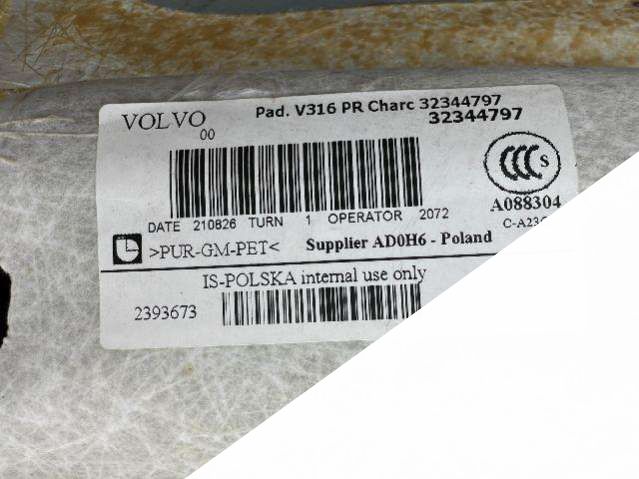 VOLVO
00
Pad. V316 PR Charc 32344797
32344797
S
A088304
DATE 210826 TURN 1 OPERATOR 2072
>PUR-GM-PET< Supplier AD0H6 - Poland
IS-POLSKA internal use only
2393673